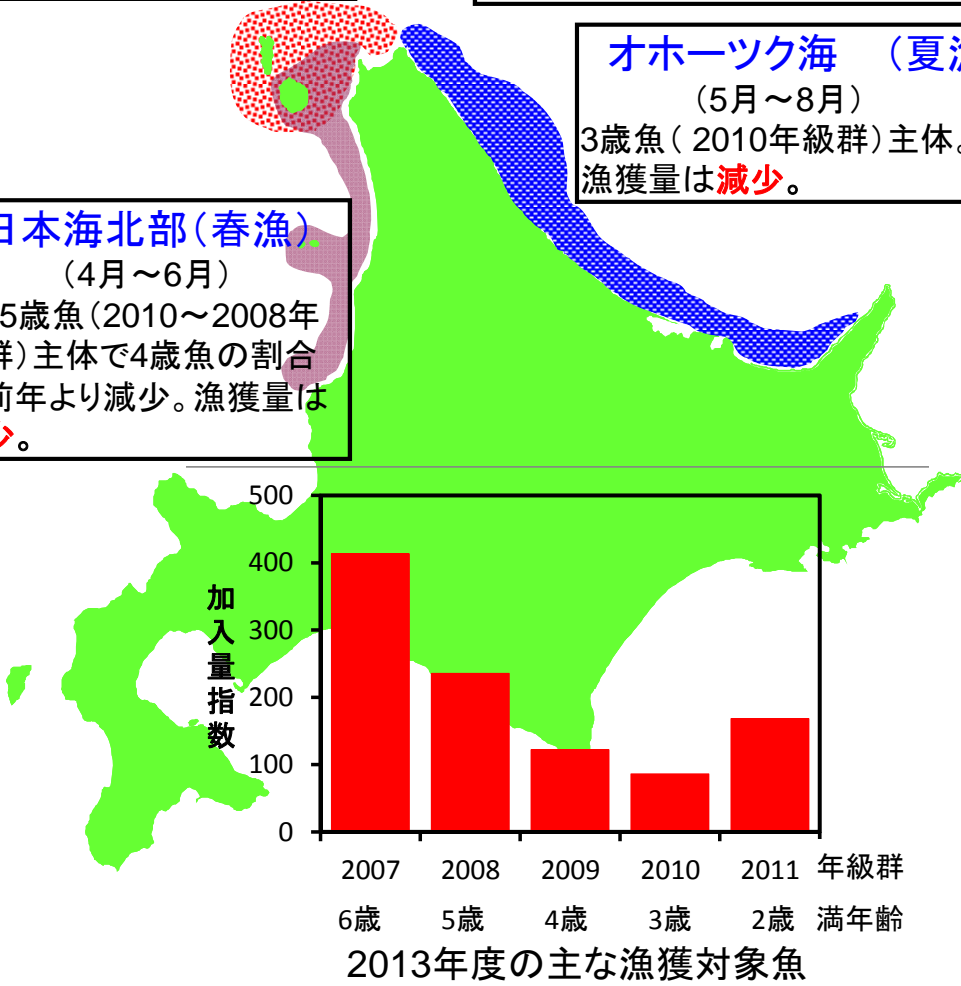 オホーツク海 （夏
（5月～8月）
3歳魚（ 2010年級群）主体。
漁獲量は減少。
日本海北部（春漁）
（4月～6月）
5歳魚（2010～2008年
群）主体で4歳魚の割合
前年より減少。漁獲量は
少。
500
400
300
200
100
0
加入量指数
2007 2008 2009 2010 2011 年級群
6歳 5歳 4歳 3歳 2歳 満年齢
2013年度の主な漁獲対象魚